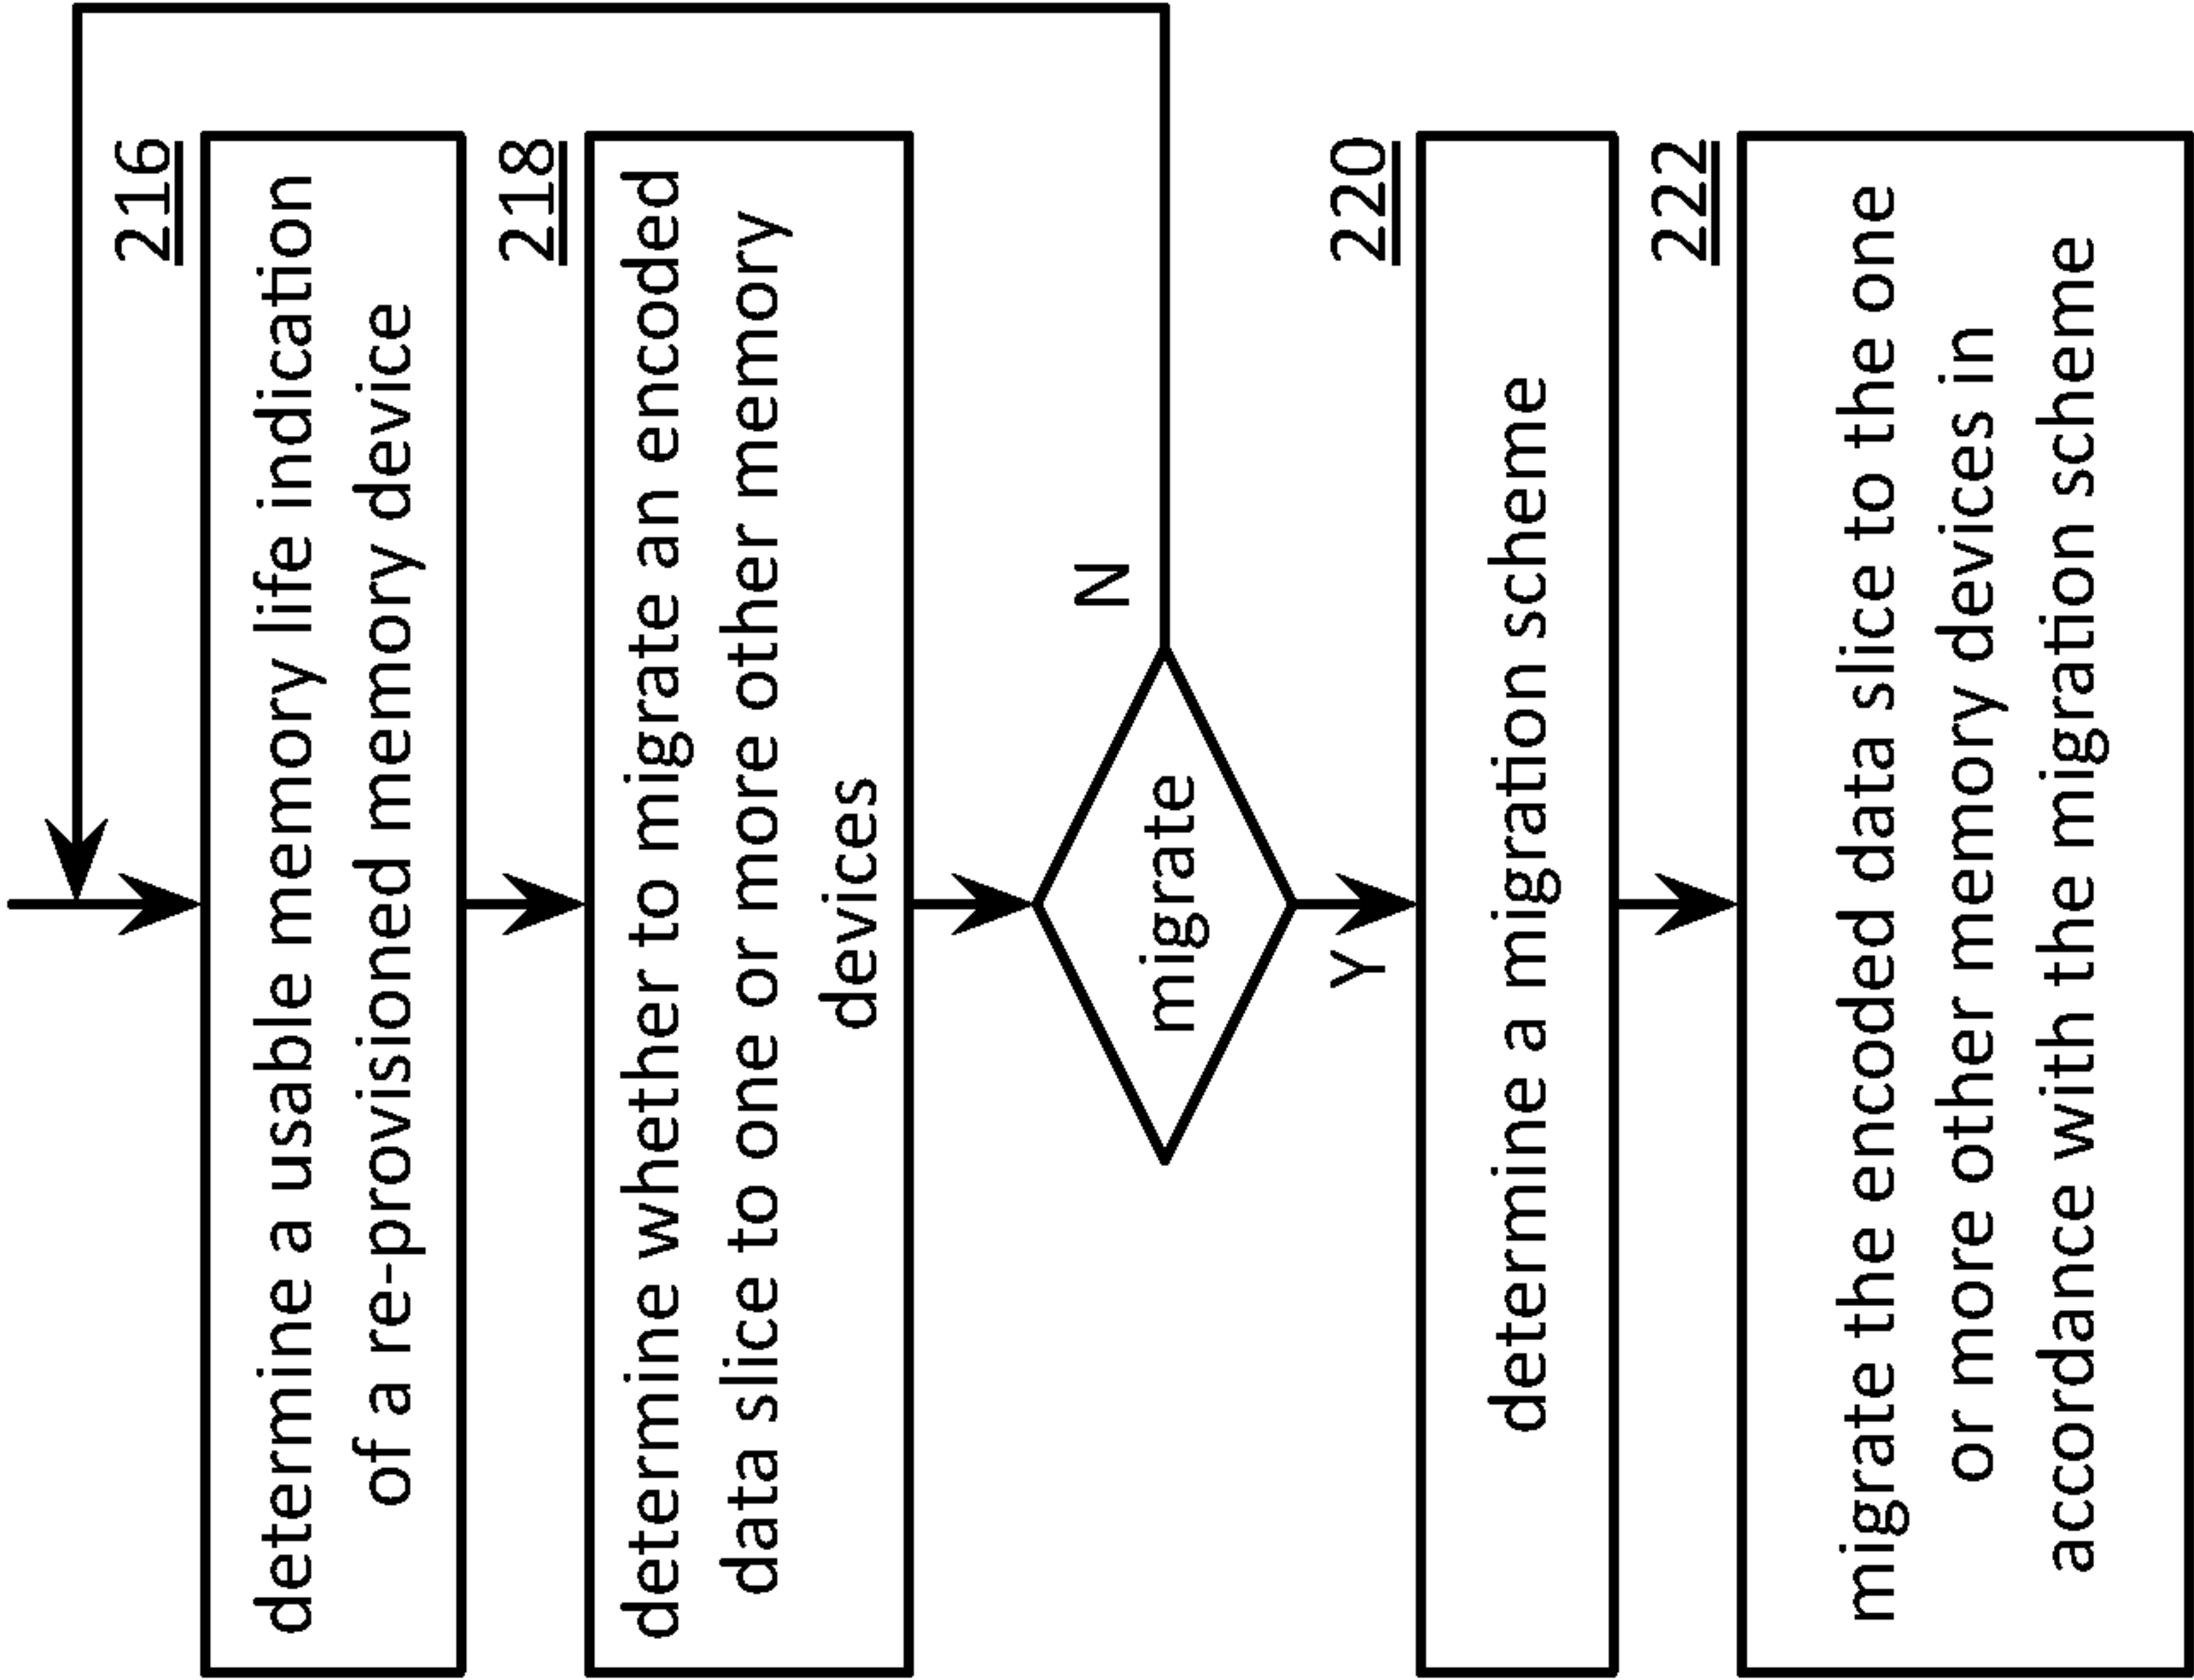 216
determine a usable memory life indication
of a re-provisioned memory device
218
determine whether to migrate an encoded
data slice to one or more other memory
devices
migrate
N
Y
220
determine a migration scheme
222
migrate the encoded data slice to the one
or more other memory devices in
accordance with the migration scheme